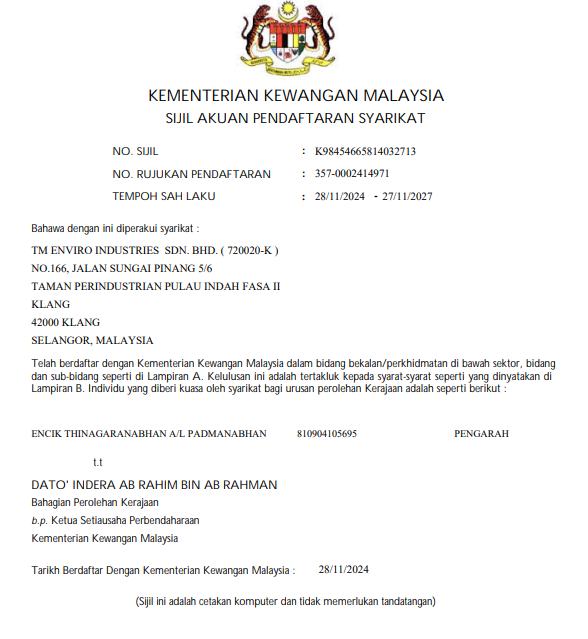 KEMENTERIAN KEWANGAN MALAYSIA
SIJIL AKUAN PENDAFTARAN SYARIKAT
NO. SIJIL : K98454665814032713
NO. RUJUKAN PENDAFTARAN : 357-0002414971
TEMPOH SAH LAKU : 28/11/2024 - 27/11/2027
Bahawa dengan ini diperakui syarikat :
TM ENVIRO INDUSTRIES SDN. BHD. ( 720020-K )
NO.166, JALAN SUNGAI PINANG 5/6
TAMAN PERINDUSTRIAN PULAU INDAH FASA II
KLANG
42000 KLANG
SELANGOR, MALAYSIA
Telah berdaftar dengan Kementerian Kewangan Malaysia dalam bidang bekalan/perkhidmatan di bawah sektor, bidang
dan sub-bidang seperti di Lampiran A. Kelulusan ini adalah tertakluk kepada syarat-syarat seperti yang dinyatakan di
Lampiran B. Individu yang diberi kuasa oleh syarikat bagi urusan perolehan Kerajaan adalah seperti berikut :
ENCIK THINAGARANABHAN A/L PADMANABHAN 810904105695 PENGARAH
t.t
DATO' INDERA AB RAHIM BIN AB RAHMAN
Bahagian Perolehan Kerajaan
b.p. Ketua Setiausaha Perbendaharaan
Kementerian Kewangan Malaysia
Tarikh Berdaftar Dengan Kementerian Kewangan Malaysia : 28/11/2024
(Sijil ini adalah cetakan komputer dan tidak memerlukan tandatangan)